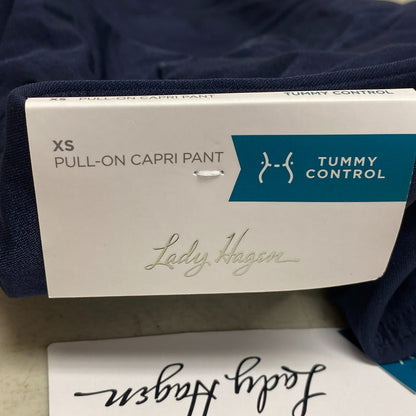 XS PULL-ON CAPRI PANT TUMMY CONTROL
XS
PULL-ON CAPRI PANT
TUMMY
CONTROL
Lady Hagen
Lady Hagen